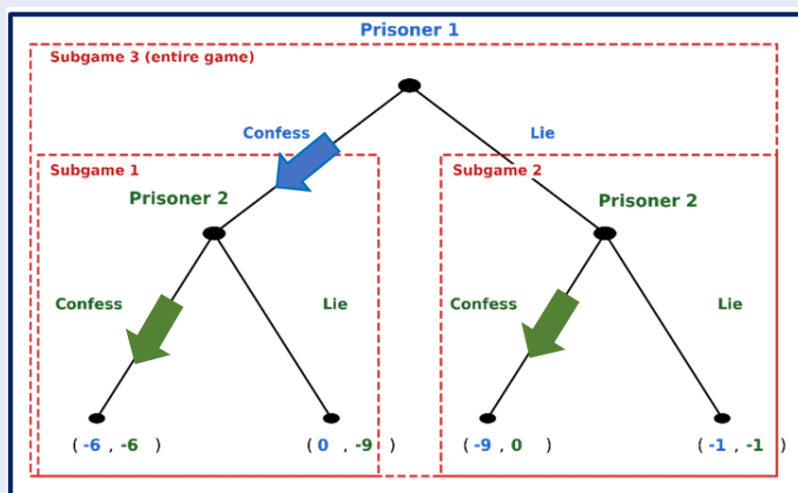 Prisoner 1
Subgame 3 (entire game)
Confess
Lie
Subgame 1
Subgame 2
Prisoner 2
Prisoner 2
Confess
Lie
Confess
Lie
( -6 , -6 )
( 0 , -9 )
( -9 , 0 )
( -1 , -1 )